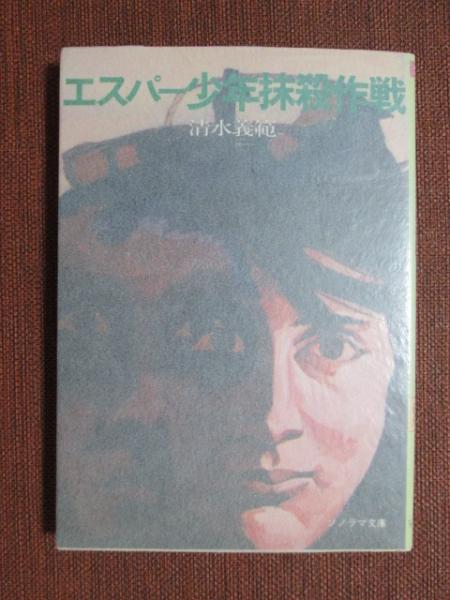 エスパー少年抹殺作戦
清水義範
ソノラマ文庫